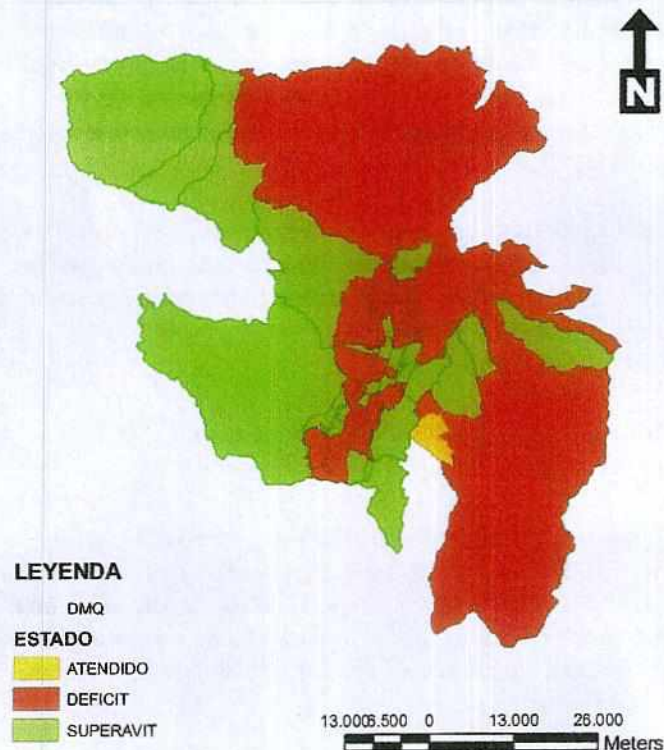 N
LEYENDA
DMQ
ESTADO
ATENDIDO
DEFICIT
SUPERAVIT
13.0006.500 0 13.000 26.000
Meters